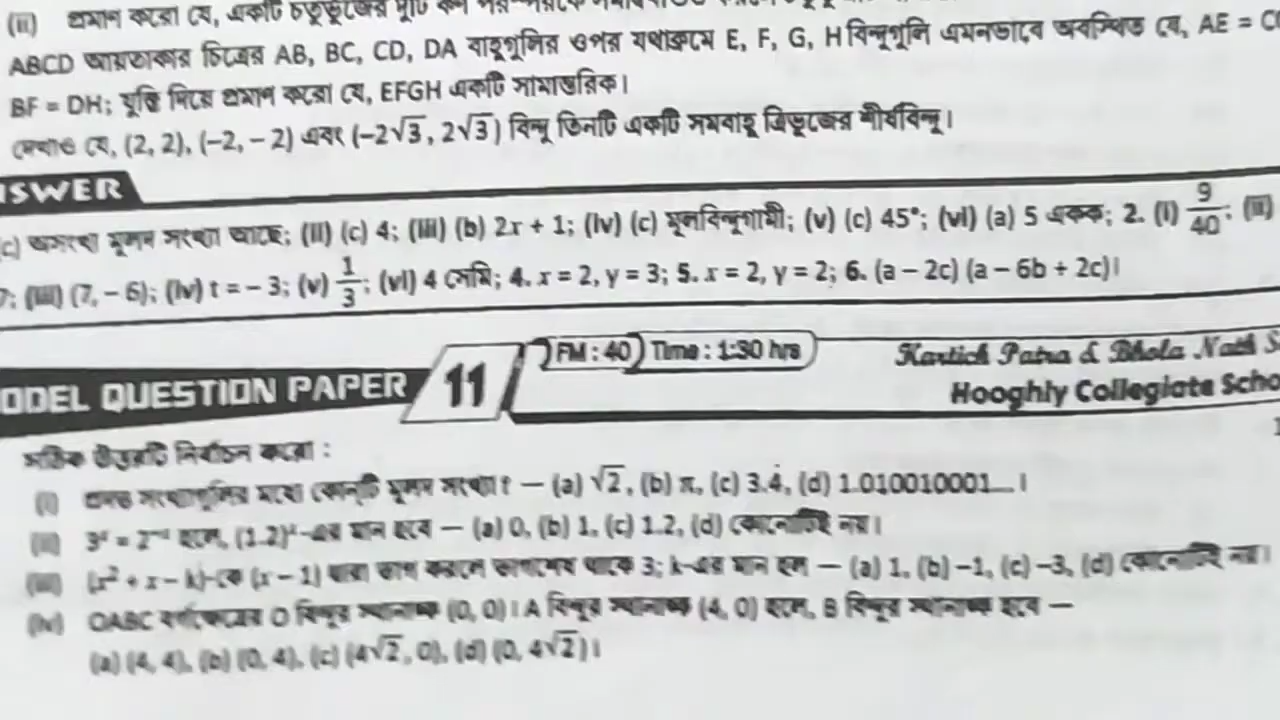 (ii) প্রমাণ করো যে, একটি চতুর্ভুজের দুটি কর্ণ
ABCD আয়তাকার চিত্রের AB, BC, CD, DA বাহুগুলির ওপর যথাক্রমে E, F, G, H বিন্দুগুলি এমনভাবে অবস্থিত যে, AE = C
BF = DH; যুক্তি দিয়ে প্রমাণ করো যে, EFGH একটি সামান্তরিক।
দেখাও যে, (2, 2), (-2, - 2) এবং (-2√3, 2√3) বিন্দু তিনটি একটি সমবাহু ত্রিভুজের শীর্ষবিন্দু।
SWER
c) অসংখ্য মূলদ সংখ্যা আছে; (ii) (c) 4; (iii) (b) 2x + 1; (iv) (c) মূলবিন্দুগামী; (v) (c) 45°; (vi) (a) 5 একক; 2. (i) 9/40; (ii)
7; (iii) (7, - 6); (iv) t = - 3; (v) 1/3; (vi) 4 সেমি; 4. x = 2, y = 3; 5. x = 2, y = 2; 6. (a - 2c) (a - 6b + 2c)।
ODEL QUESTION PAPER 11 FM : 40 Time : 1:30 hrs Kartick Patra & Bhola Nath S
Hooghly Collegiate Scho
সঠিক উত্তরটি নির্বাচন করো :
(i) প্রদত্ত সংখ্যাগুলির মধ্যে কোন্‌টি মূলদ সংখ্যা? — (a) √2, (b) π, (c) 3.4̇, (d) 1.010010001....।
(ii) 3ˣ = 2⁻ˣ হলে, (1.2)ˣ-এর মান হবে — (a) 0, (b) 1, (c) 1.2, (d) কোনোটিই নয়।
(iii) (x² + x - k)-কে (x - 1) দ্বারা ভাগ করলে ভাগশেষ থাকে 3; k-এর মান হল — (a) 1, (b) -1, (c) -3, (d) কোনোটিই নয়।
(iv) OABC বর্গক্ষেত্রের O বিন্দুর স্থানাঙ্ক (0, 0)। A বিন্দুর স্থানাঙ্ক (4, 0) হলে, B বিন্দুর স্থানাঙ্ক হবে —
(a) (4, 4), (b) (0, 4), (c) (4√2, 0), (d) (0, 4√2)।